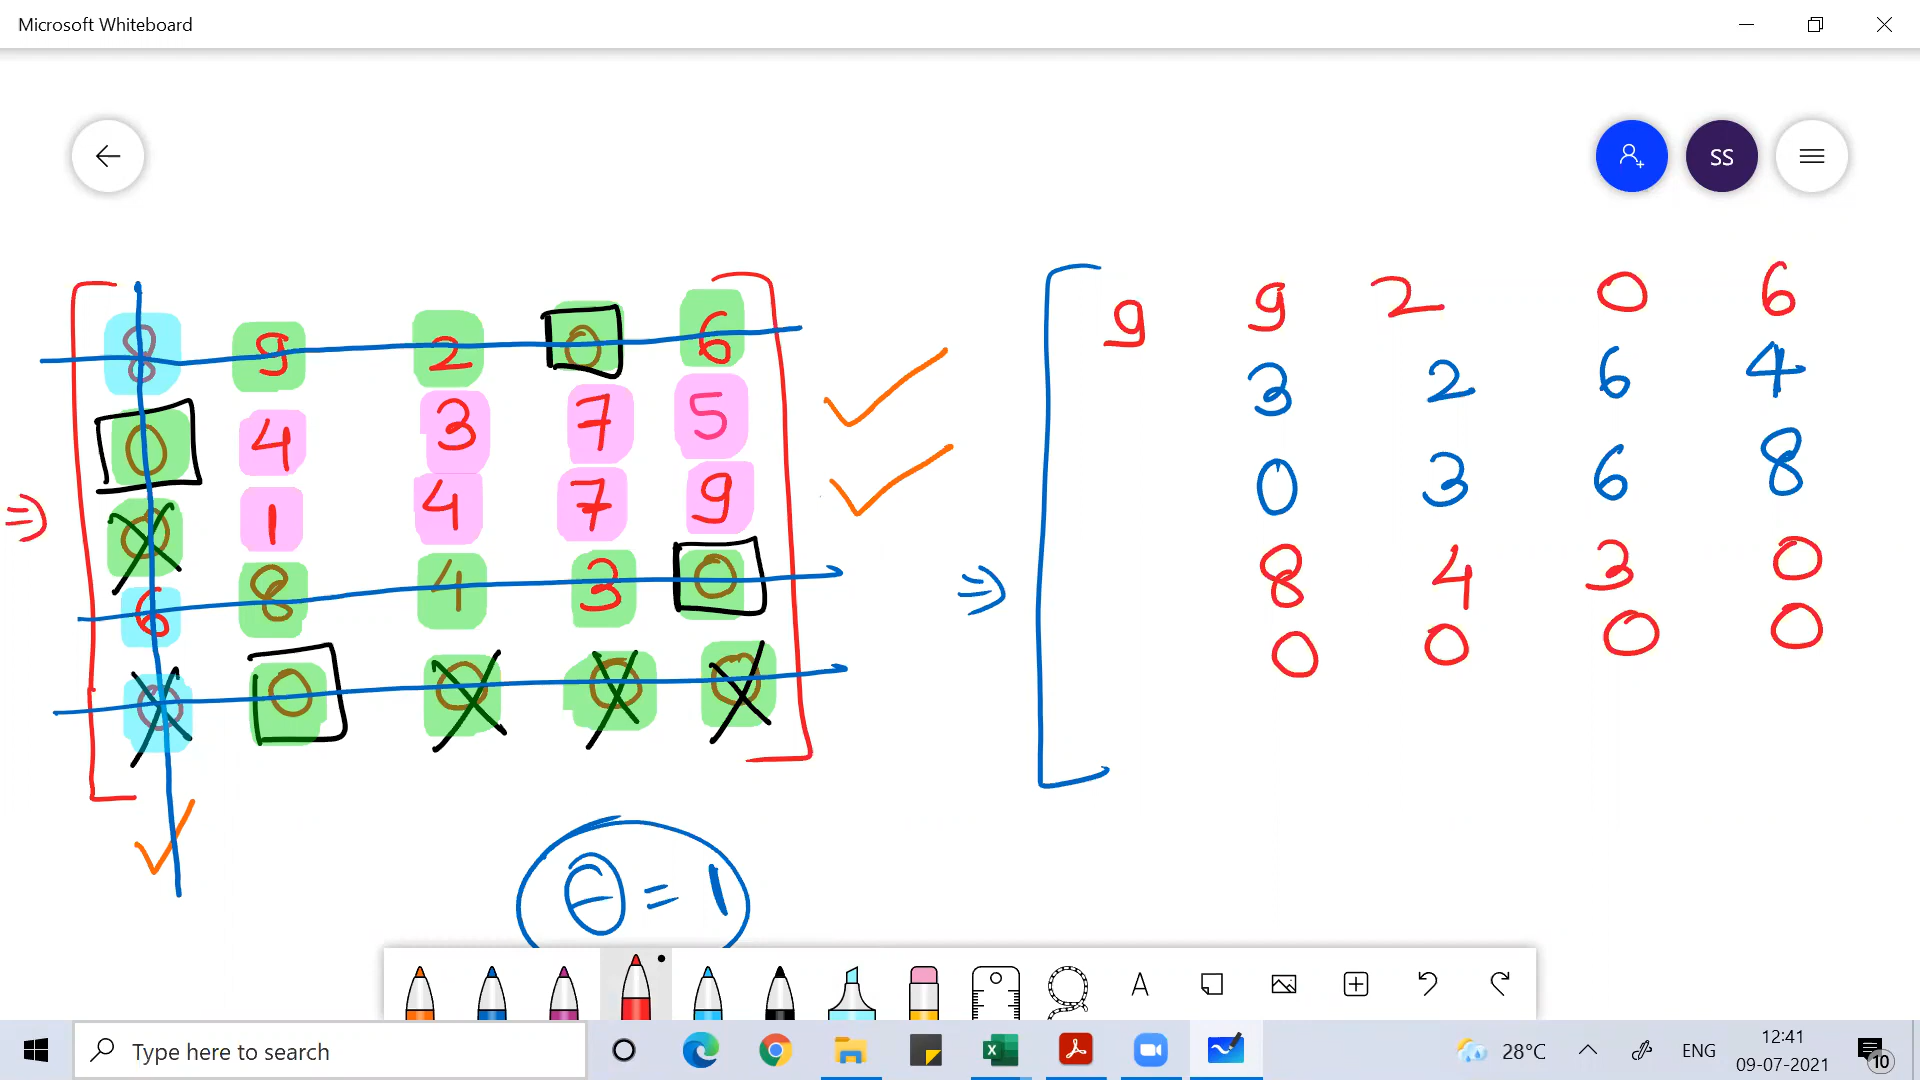 Microsoft Whiteboard
SS
8 9 2 0 6
0 4 3 7 5
0 1 4 7 9
6 8 4 3 0
0 0 0 0 0
⇒
θ = 1
⇒
9 9 2 0 6
3 2 6 4
0 3 6 8
8 4 3 0
0 0 0 0
A
Type here to search
28°C
ENG
12:41
09-07-2021
10